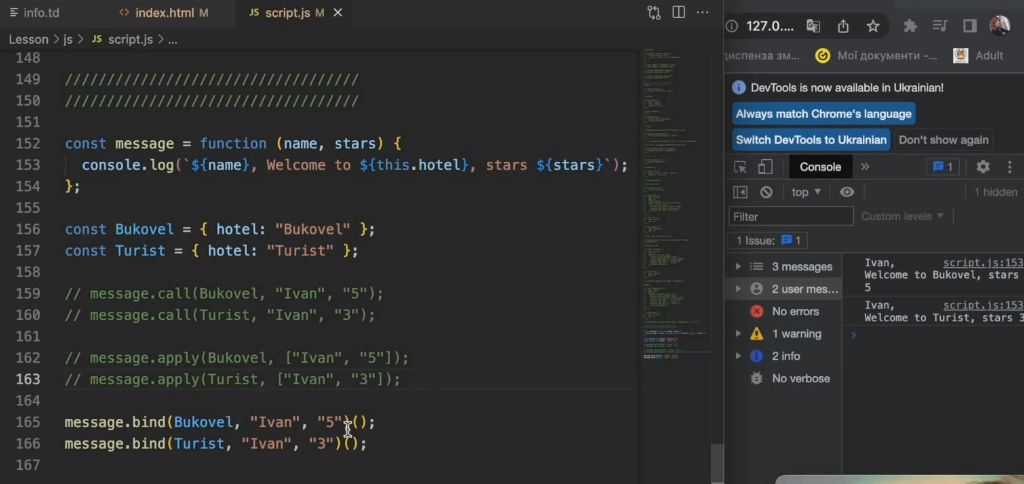 info.td
index.html M
JS script.js M
Lesson > js > JS script.js > ...
148
149 ///////////////////////////////////
150 ///////////////////////////////////
151
152 const message = function (name, stars) {
153 console.log(`${name}, Welcome to ${this.hotel}, stars ${stars}`);
154 };
155
156 const Bukovel = { hotel: "Bukovel" };
157 const Turist = { hotel: "Turist" };
158
159 // message.call(Bukovel, "Ivan", "5");
160 // message.call(Turist, "Ivan", "3");
161
162 // message.apply(Bukovel, ["Ivan", "5"]);
163 // message.apply(Turist, ["Ivan", "3"]);
164
165 message.bind(Bukovel, "Ivan", "5")();
166 message.bind(Turist, "Ivan", "3")();
167
127.0....
диспенза зм...
Мої документи -...
Adult
DevTools is now available in Ukrainian!
Always match Chrome's language
Switch DevTools to Ukrainian Don't show again
Console
1
top
1 hidden
Filter
Custom levels
1 Issue: 1
3 messages
2 user mes...
No errors
1 warning
2 info
No verbose
Ivan, script.js:153
Welcome to Bukovel, stars
5
Ivan, script.js:153
Welcome to Turist, stars 3